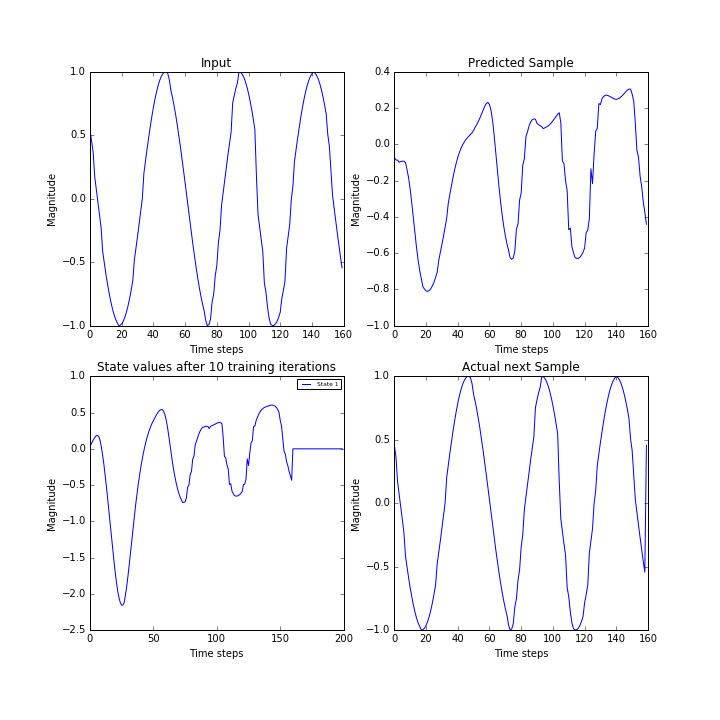 Input
Magnitude
1.0
0.5
0.0
−0.5
−1.0
0 20 40 60 80 100 120 140 160
Time steps
Predicted Sample
Magnitude
0.4
0.2
0.0
−0.2
−0.4
−0.6
−0.8
−1.0
0 20 40 60 80 100 120 140 160
Time steps
State values after 10 training iterations
State 1
Magnitude
1.0
0.5
0.0
−0.5
−1.0
−1.5
−2.0
−2.5
0 50 100 150 200
Time steps
Actual next Sample
Magnitude
1.0
0.5
0.0
−0.5
−1.0
0 20 40 60 80 100 120 140 160
Time steps